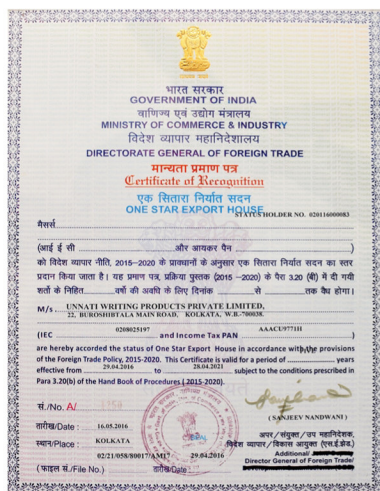 भारत सरकार
GOVERNMENT OF INDIA
वाणिज्य एवं उद्योग मंत्रालय
MINISTRY OF COMMERCE & INDUSTRY
विदेश व्यापार महानिदेशालय
DIRECTORATE GENERAL OF FOREIGN TRADE
मान्यता प्रमाण पत्र
Certificate of Recognition
एक सितारा निर्यात सदन
ONE STAR EXPORT HOUSE
STATUS HOLDER NO. 020116000083
मैसर्स
(आई ई सी और आयकर पैन )
को विदेश व्यापार नीति, 2015–2020 के प्रावधानों के अनुसार एक सितारा निर्यात सदन का स्तर
प्रदान किया जाता है। यह प्रमाण पत्र, प्रक्रिया पुस्तक (2015 –2020) के पैरा 3.20 (बी) में दी गयी
शर्तों के निहित वर्षों की अवधि के लिए दिनांक से तक वैध होगा।
M/s . UNNATI WRITING PRODUCTS PRIVATE LIMITED,
22, BUROSHIBTALA MAIN ROAD, KOLKATA, W.B.-700038.
(IEC 0208025197 and Income Tax PAN AAACU9771H )
are hereby accorded the status of One Star Export House in accordance with the provisions
of the Foreign Trade Policy, 2015-2020. This Certificate is valid for a period of years
effective from 29.04.2016 to 28.04.2021 subject to the conditions prescribed in
Para 3.20(b) of the Hand Book of Procedures ( 2015-2020).
सं./No. A/
( SANJEEV NANDWANI )
तारीख/Date : 16.05.2016
अपर / संयुक्त / उप महानिदेशक,
स्थान/Place : KOLKATA
विदेश व्यापार / विकास आयुक्त (एस.ई.झेड.)
Additional/
02/21/058/80017/AM17 29.04.2016
Director General of Foreign Trade/
( फाइल सं./File No.) तारीख/Date